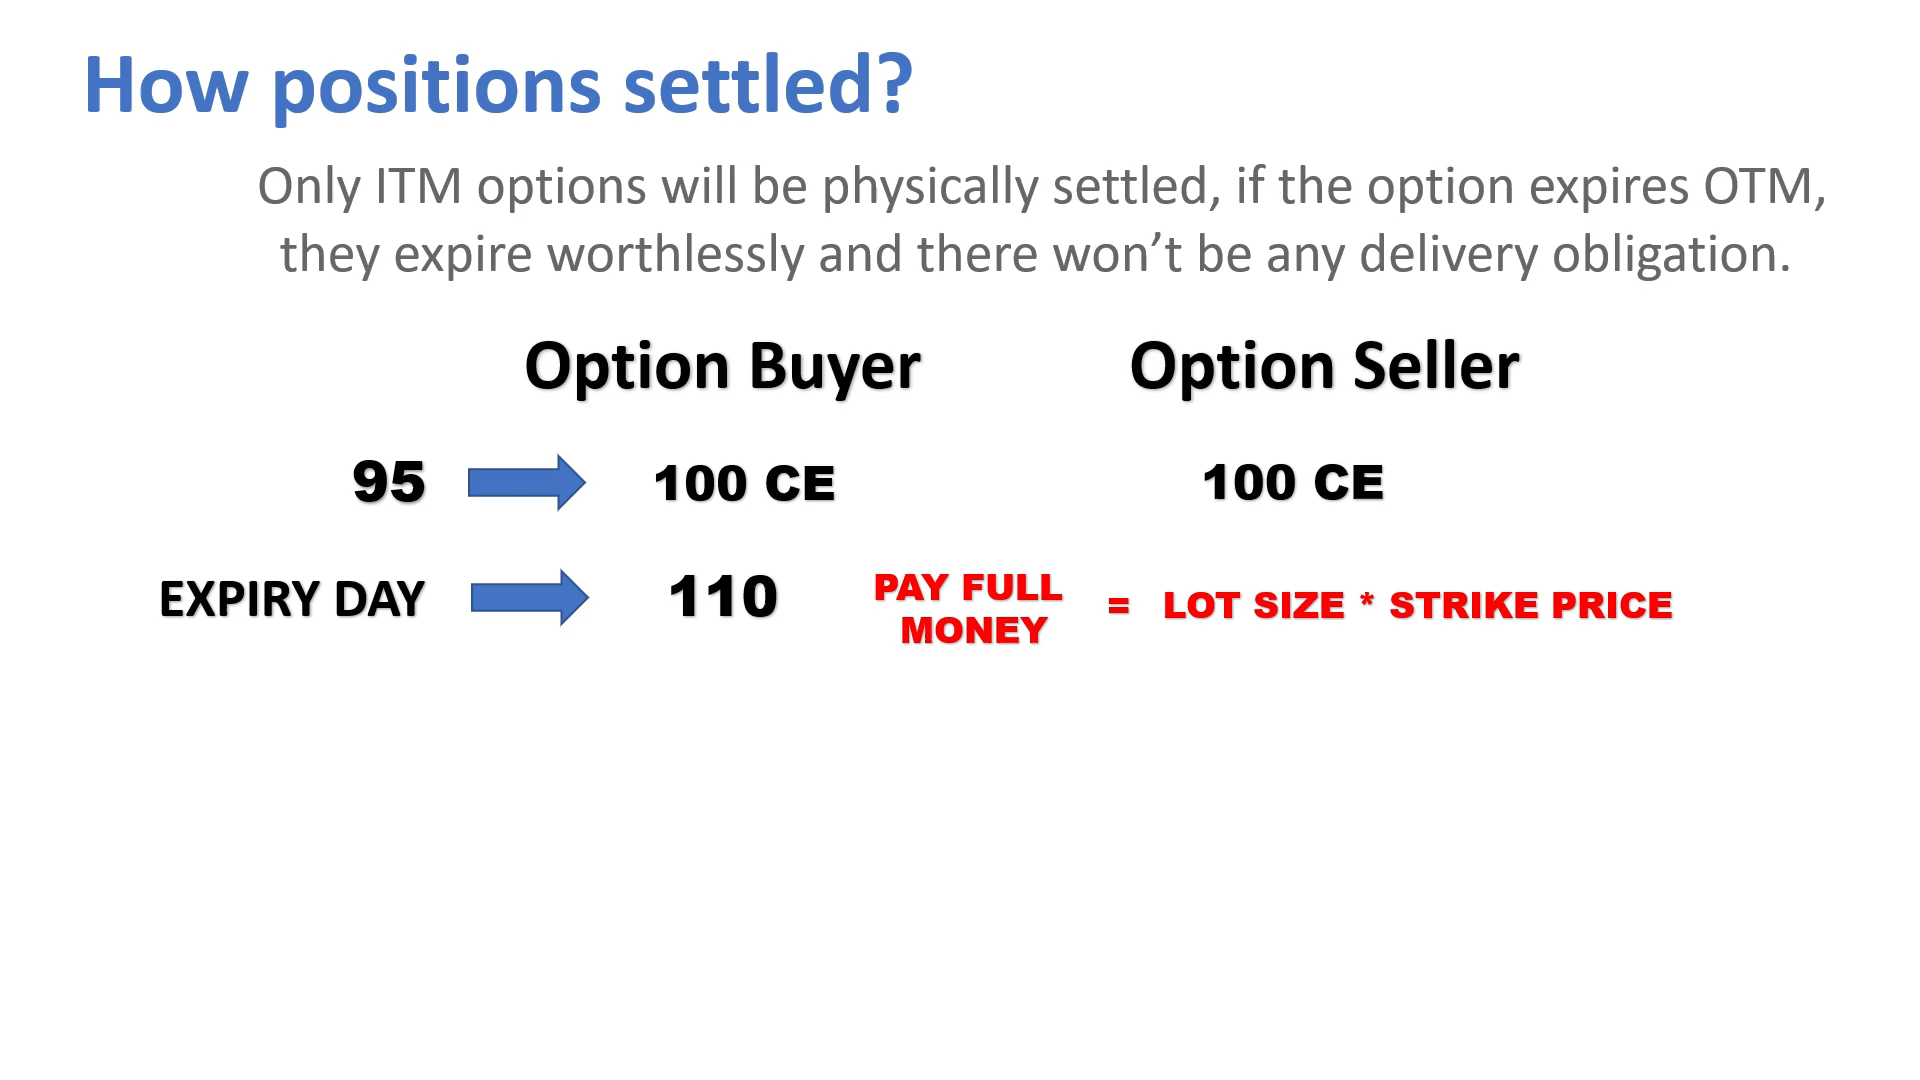 How positions settled?
Only ITM options will be physically settled, if the option expires OTM,
they expire worthlessly and there won’t be any delivery obligation.
Option Buyer Option Seller
95 100 CE 100 CE
EXPIRY DAY 110 PAY FULL MONEY = LOT SIZE * STRIKE PRICE